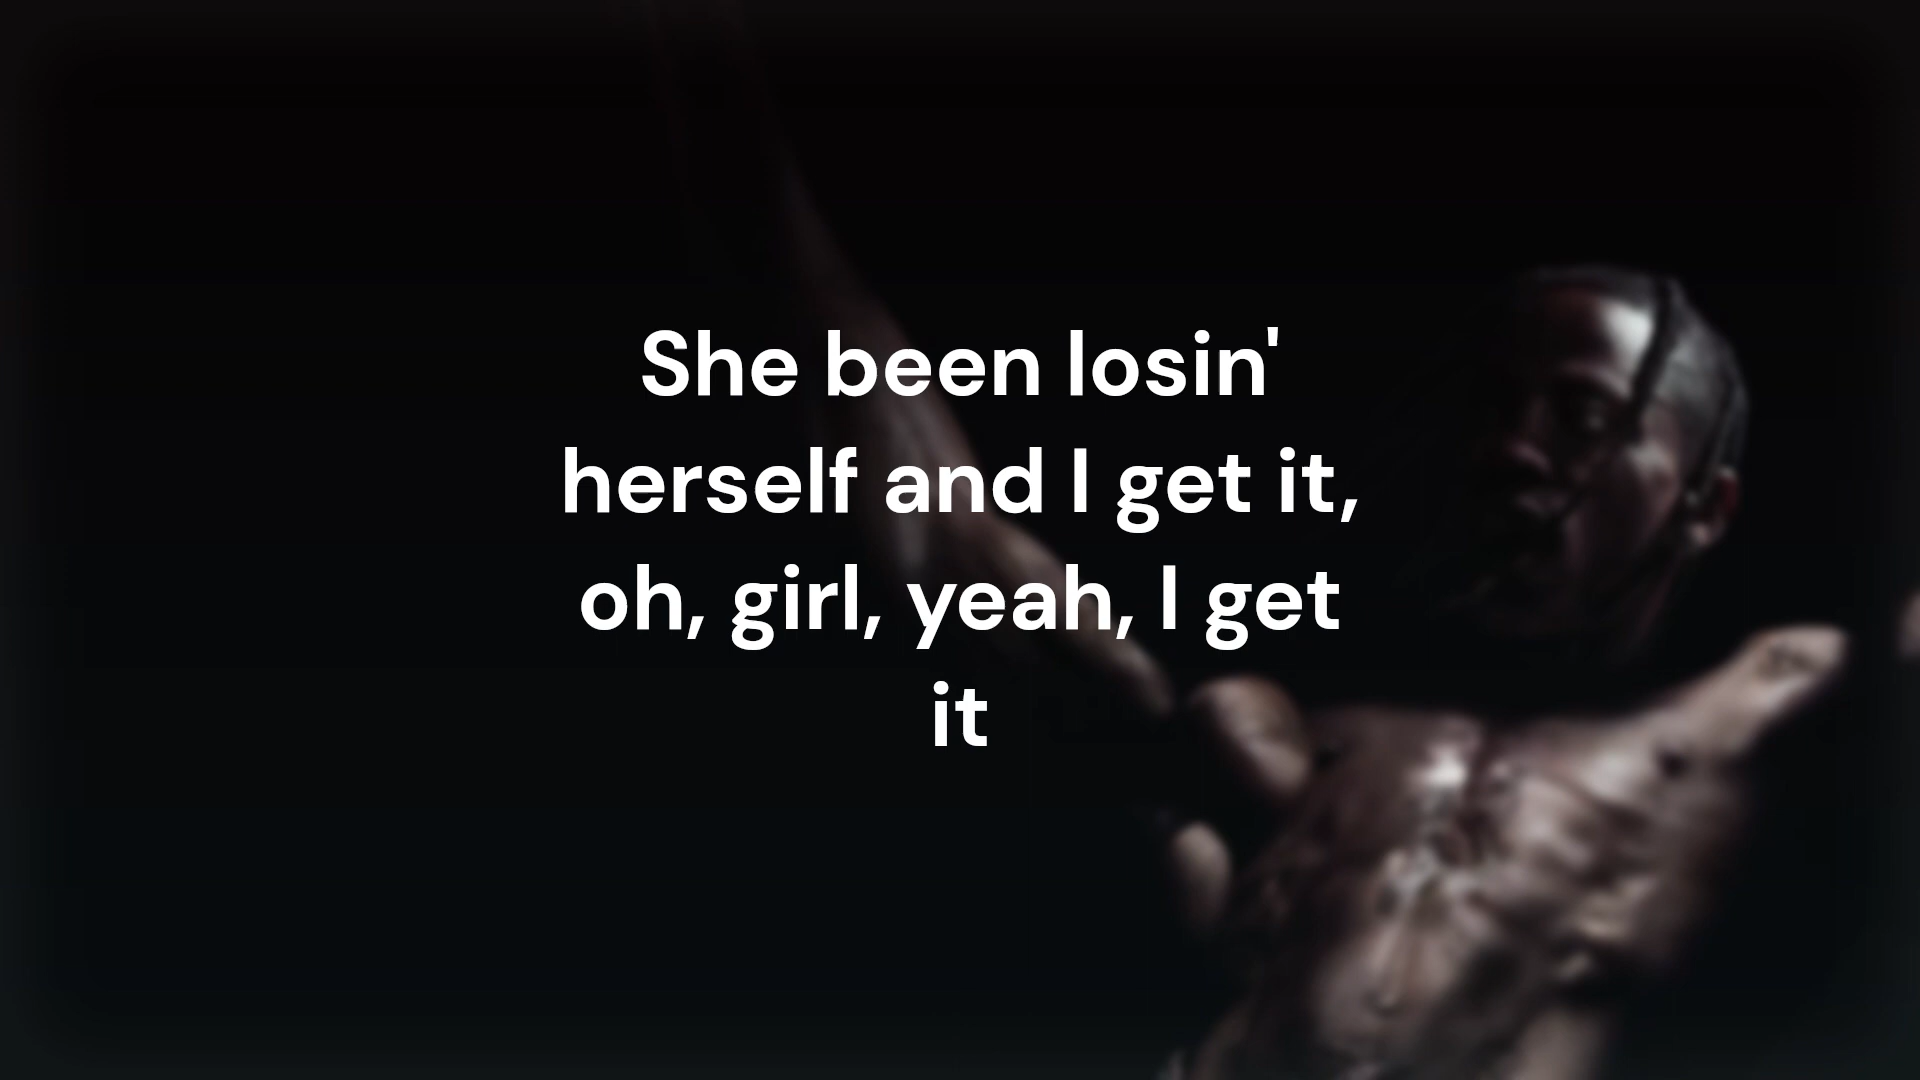 She been losin'
herself and I get it,
oh, girl, yeah, I get
it